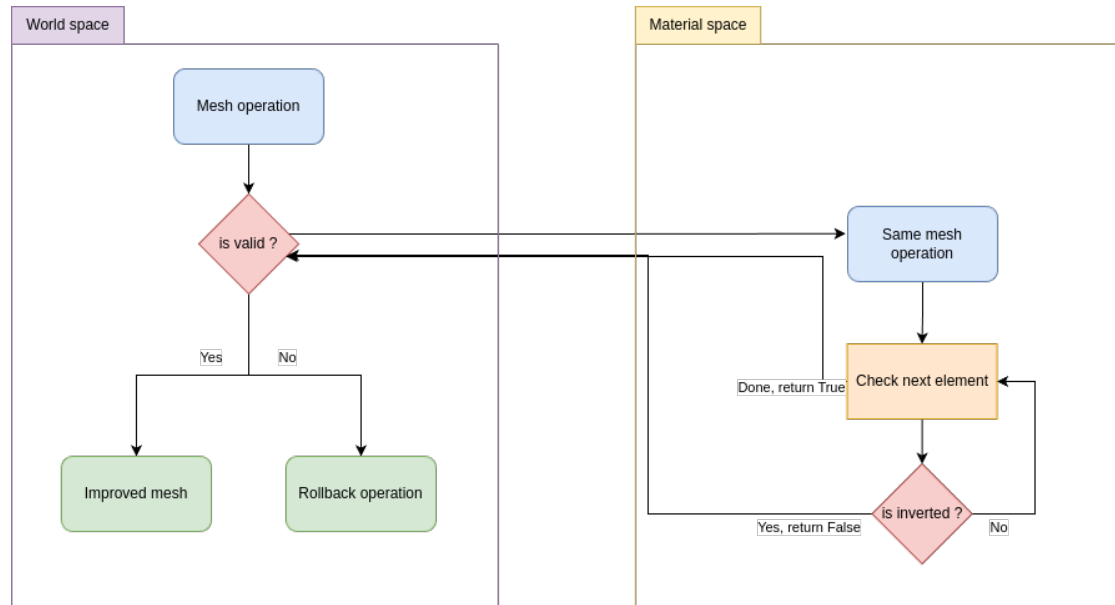 World space
Material space
Mesh operation
is valid ?
Same mesh
operation
Yes
No
Done, return True
Check next element
Improved mesh
Rollback operation
Yes, return False
is inverted ?
No